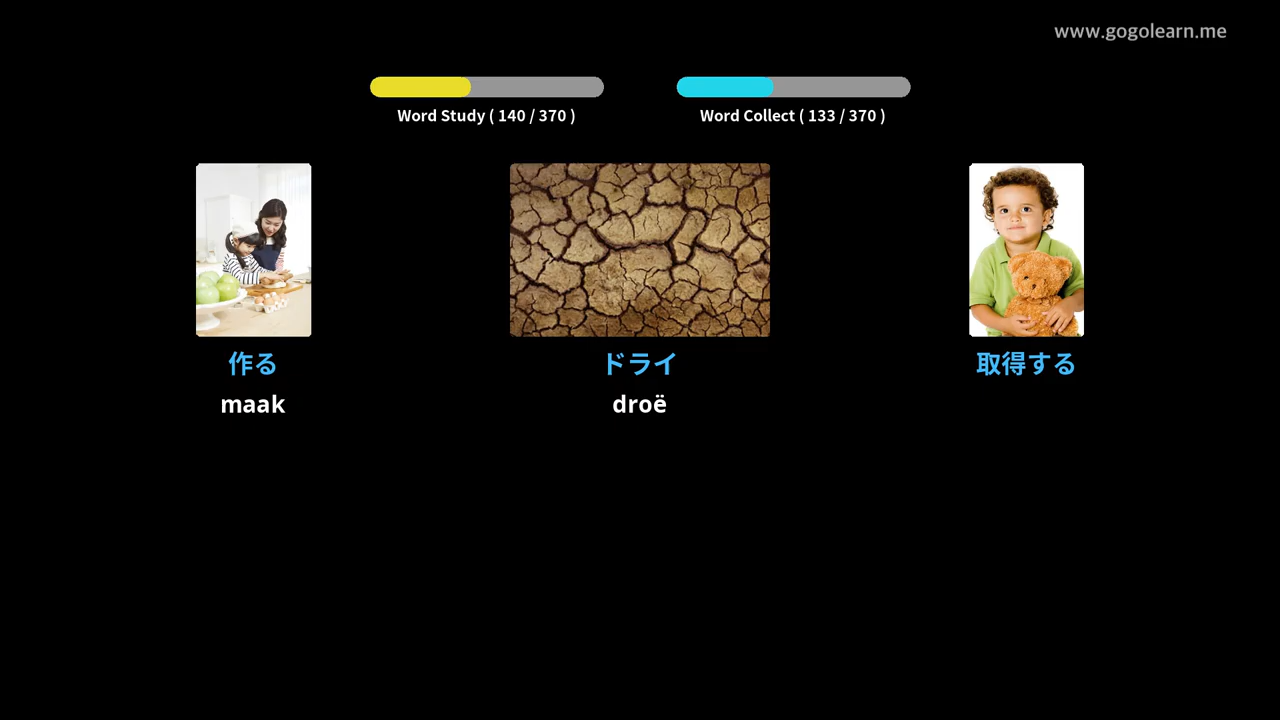 www.gogolearn.me
Word Study ( 140 / 370 )
Word Collect ( 133 / 370 )
作る
ドライ
取得する
maak
droë